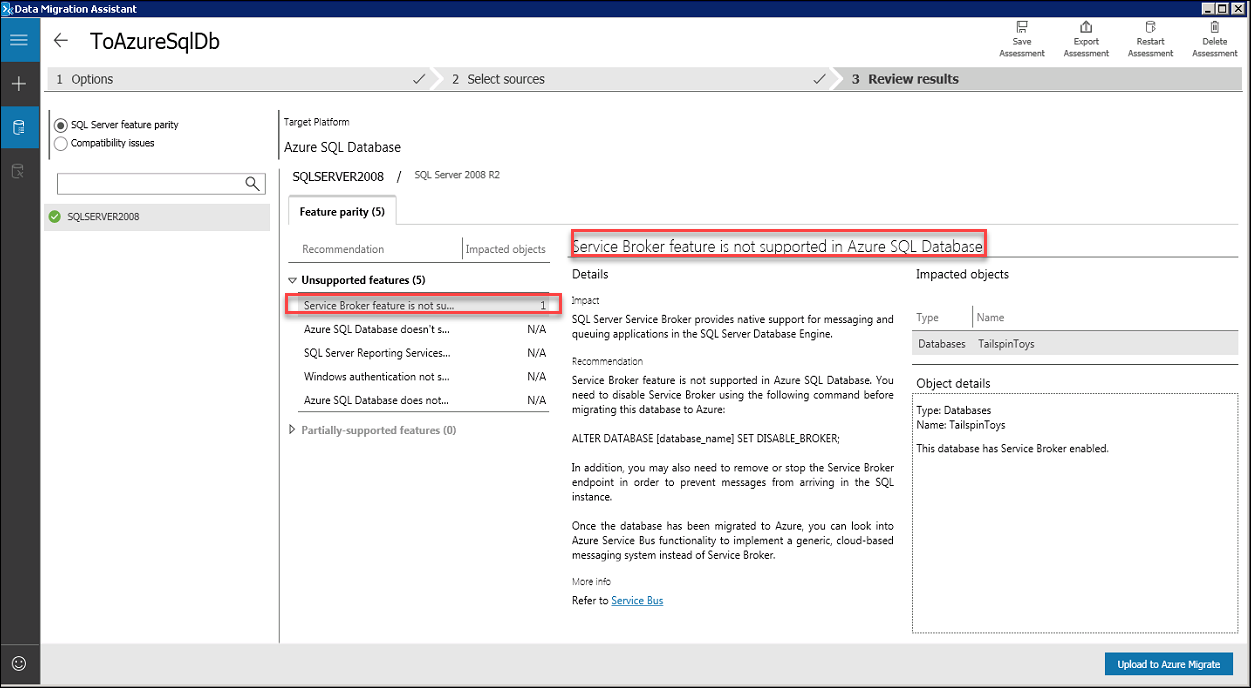 Data Migration Assistant
ToAzureSqlDb
Save Assessment
Export Assessment
Restart Assessment
Delete Assessment
1 Options
2 Select sources
3 Review results
SQL Server feature parity
Compatibility issues
SQLSERVER2008
Target Platform
Azure SQL Database
SQLSERVER2008 / SQL Server 2008 R2
Feature parity (5)
Recommendation Impacted objects
Unsupported features (5)
Service Broker feature is not su... 1
Azure SQL Database doesn't s... N/A
SQL Server Reporting Services... N/A
Windows authentication not s... N/A
Azure SQL Database does not... N/A
Partially-supported features (0)
Service Broker feature is not supported in Azure SQL Database
Details
Impact
SQL Server Service Broker provides native support for messaging and
queuing applications in the SQL Server Database Engine.
Recommendation
Service Broker feature is not supported in Azure SQL Database. You
need to disable Service Broker using the following command before
migrating this database to Azure:
ALTER DATABASE [database_name] SET DISABLE_BROKER;
In addition, you may also need to remove or stop the Service Broker
endpoint in order to prevent messages from arriving in the SQL
instance.
Once the database has been migrated to Azure, you can look into
Azure Service Bus functionality to implement a generic, cloud-based
messaging system instead of Service Broker.
More info
Refer to Service Bus
Impacted objects
Type Name
Databases TailspinToys
Object details
Type: Databases
Name: TailspinToys
This database has Service Broker enabled.
Upload to Azure Migrate